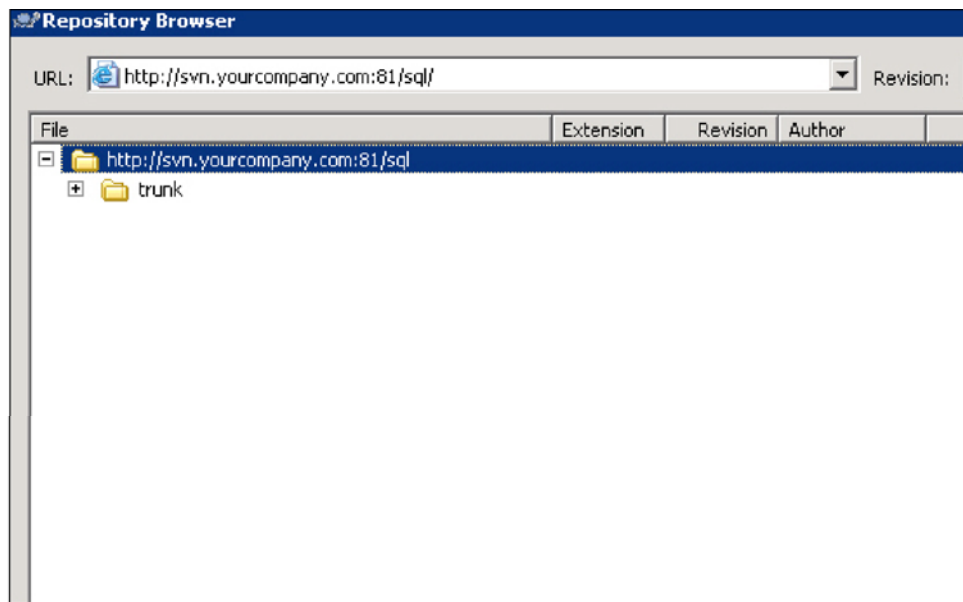 Repository Browser
URL: http://svn.yourcompany.com:81/sql/ Revision:
File Extension Revision Author
http://svn.yourcompany.com:81/sql
trunk